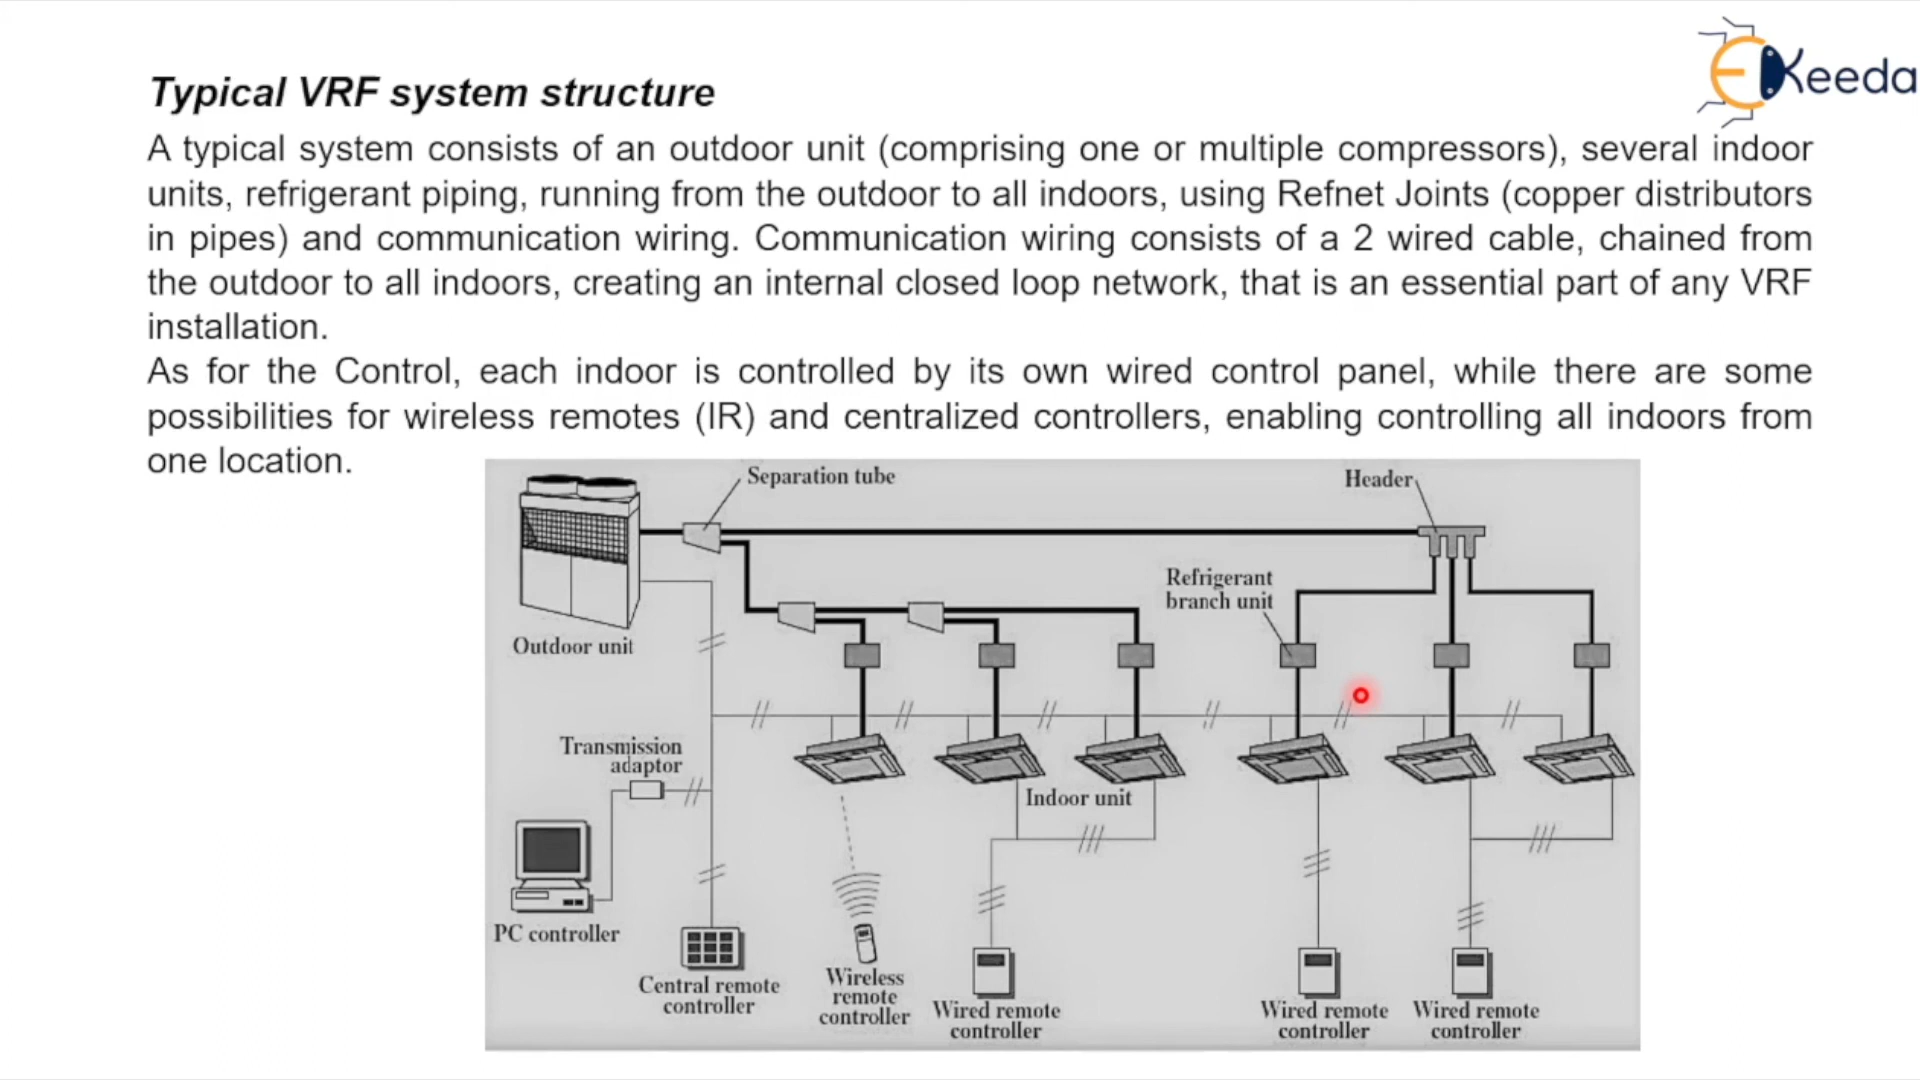 EKeeda
Typical VRF system structure
A typical system consists of an outdoor unit (comprising one or multiple compressors), several indoor
units, refrigerant piping, running from the outdoor to all indoors, using Refnet Joints (copper distributors
in pipes) and communication wiring. Communication wiring consists of a 2 wired cable, chained from
the outdoor to all indoors, creating an internal closed loop network, that is an essential part of any VRF
installation.
As for the Control, each indoor is controlled by its own wired control panel, while there are some
possibilities for wireless remotes (IR) and centralized controllers, enabling controlling all indoors from
one location.
Separation tube
Header
Refrigerant
branch unit
Outdoor unit
Transmission
adaptor
Indoor unit
PC controller
Central remote
controller
Wireless
remote
controller
Wired remote
controller
Wired remote
controller
Wired remote
controller